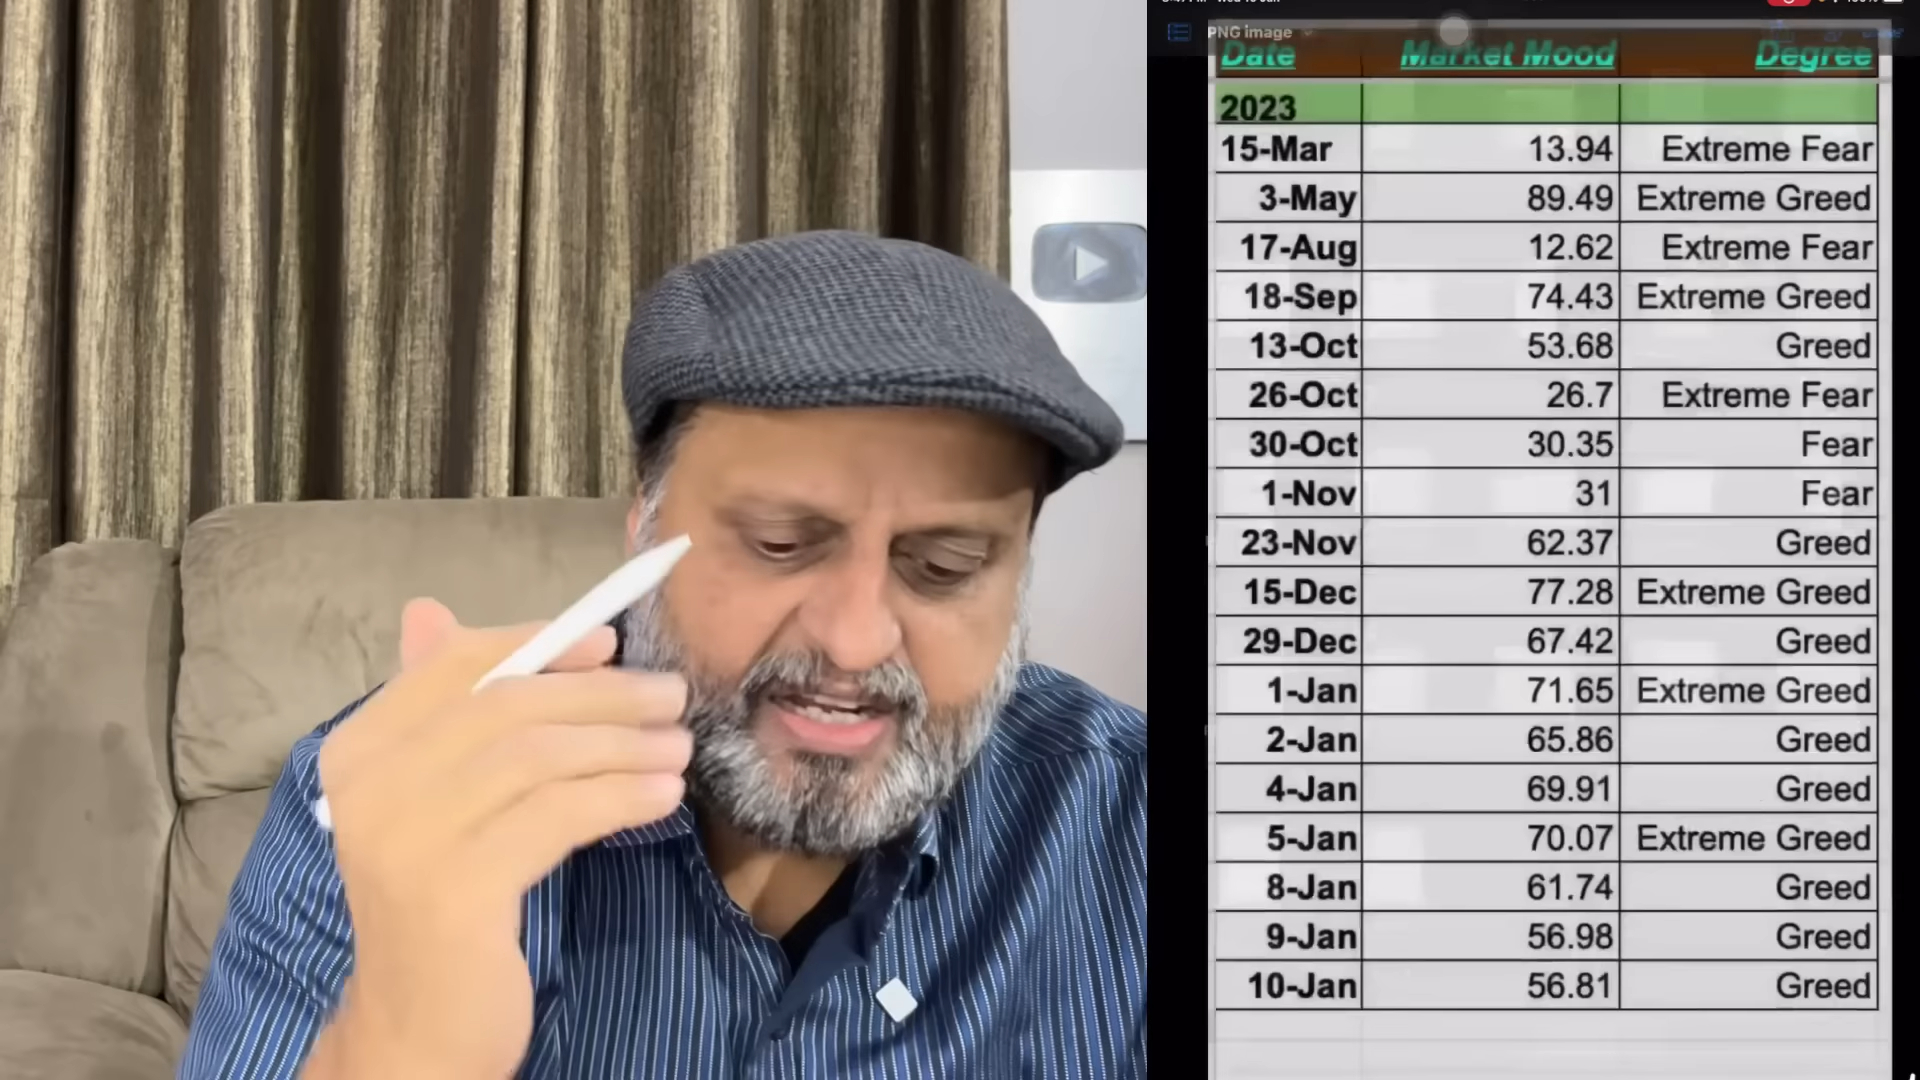 PNG image
Date Market Mood Degree
2023
15-Mar 13.94 Extreme Fear
3-May 89.49 Extreme Greed
17-Aug 12.62 Extreme Fear
18-Sep 74.43 Extreme Greed
13-Oct 53.68 Greed
26-Oct 26.7 Extreme Fear
30-Oct 30.35 Fear
1-Nov 31 Fear
23-Nov 62.37 Greed
15-Dec 77.28 Extreme Greed
29-Dec 67.42 Greed
1-Jan 71.65 Extreme Greed
2-Jan 65.86 Greed
4-Jan 69.91 Greed
5-Jan 70.07 Extreme Greed
8-Jan 61.74 Greed
9-Jan 56.98 Greed
10-Jan 56.81 Greed